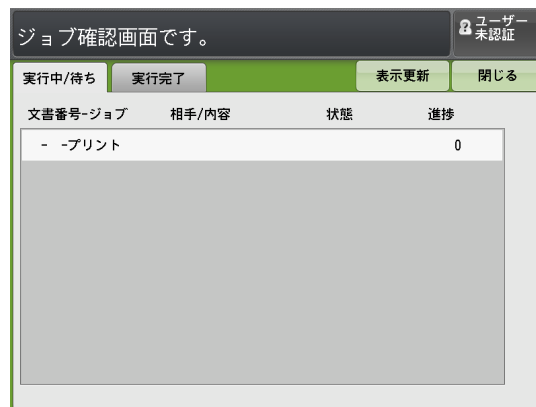 ジョブ確認画面です。
ユーザー
未認証
実行中/待ち 実行完了 表示更新 閉じる
文書番号-ジョブ 相手/内容 状態 進捗
- -プリント 0